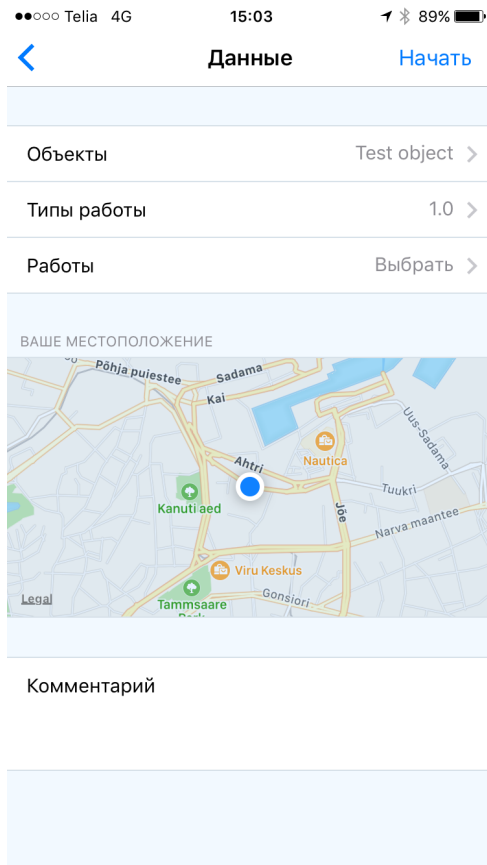 Telia 4G 15:03 89%
Данные Начать
Объекты Test object
Типы работы 1.0
Работы Выбрать
ВАШЕ МЕСТОПОЛОЖЕНИЕ
Põhja puiestee
Sadama
Kai
Uus-Sadama
Nautica
Ahtri
Tuukri
Kanuti aed
Jõe
Narva maantee
Viru Keskus
Legal
Gonsiori
Tammsaare
Park
Комментарий